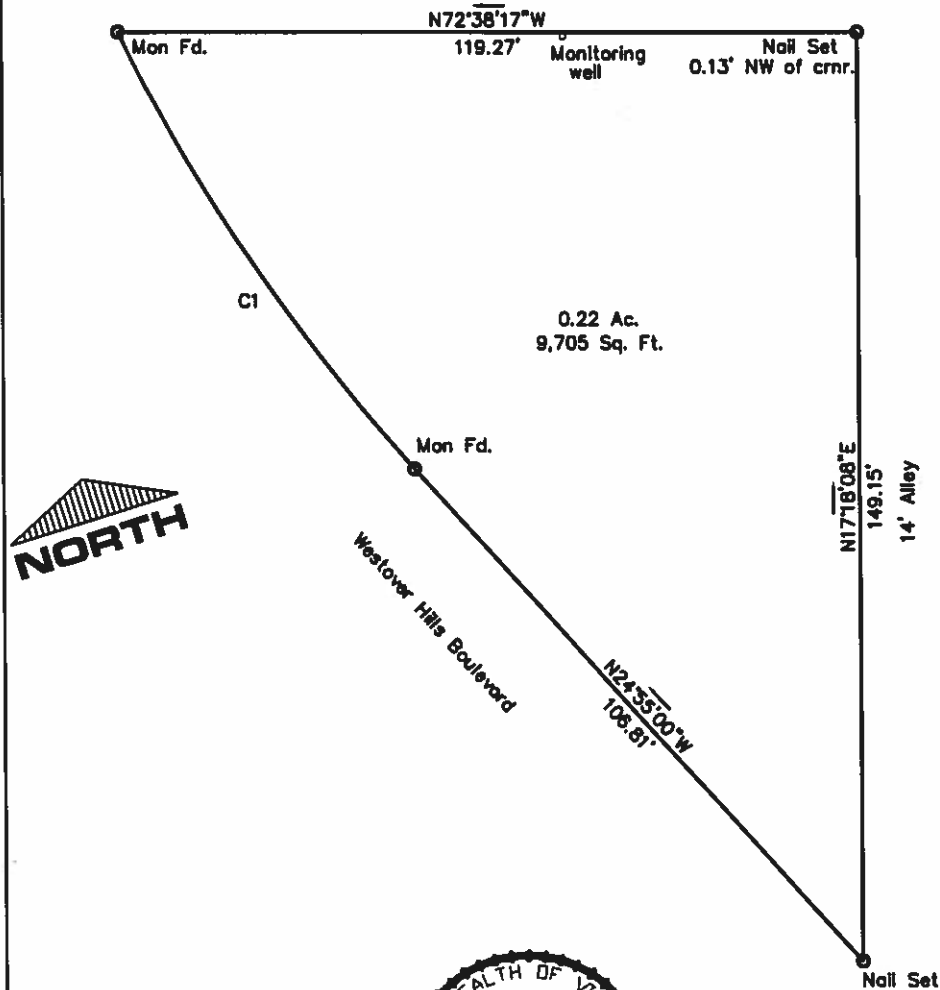 N72°38'17"W
119.27'
Mon Fd.
Monitoring
well
Nail Set
0.13' NW of crnr.
C1
0.22 Ac.
9,705 Sq. Ft.
Mon Fd.
N17°18'08"E
149.15'
14' Alley
NORTH
Westover Hills Boulevard
N24°55'00"W
106.81'
Nail Set
EALTH OF